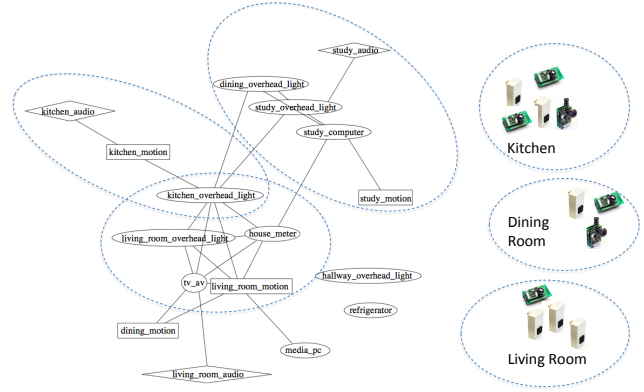 study_audio
dining_overhead_light
study_overhead_light
kitchen_audio
study_computer
kitchen_motion
kitchen_overhead_light
study_motion
living_room_overhead_light
house_meter
hallway_overhead_light
tv_av
living_room_motion
refrigerator
dining_motion
media_pc
living_room_audio
Kitchen
Dining
Room
Living Room